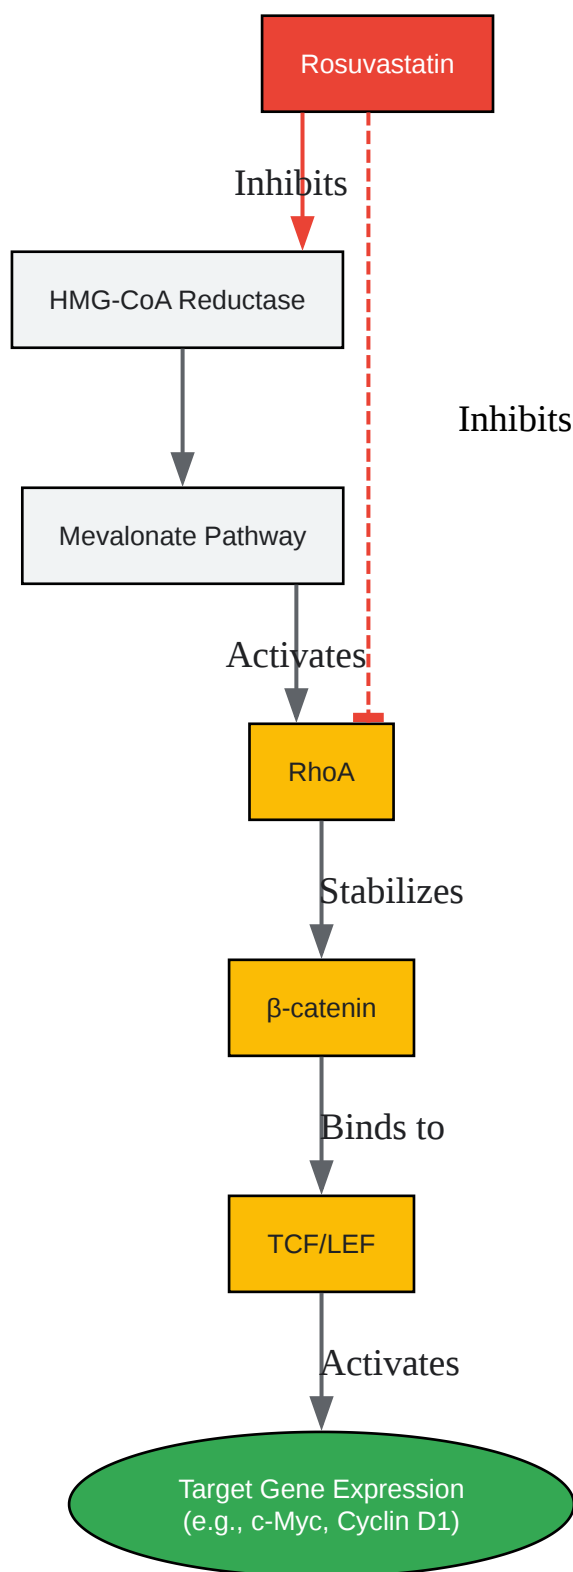 Rosuvastatin
Inhibits
HMG-CoA Reductase
Inhibits
Mevalonate Pathway
Activates
RhoA
Stabilizes
β-catenin
Binds to
TCF/LEF
Activates
Target Gene Expression
(e.g., c-Myc, Cyclin D1)